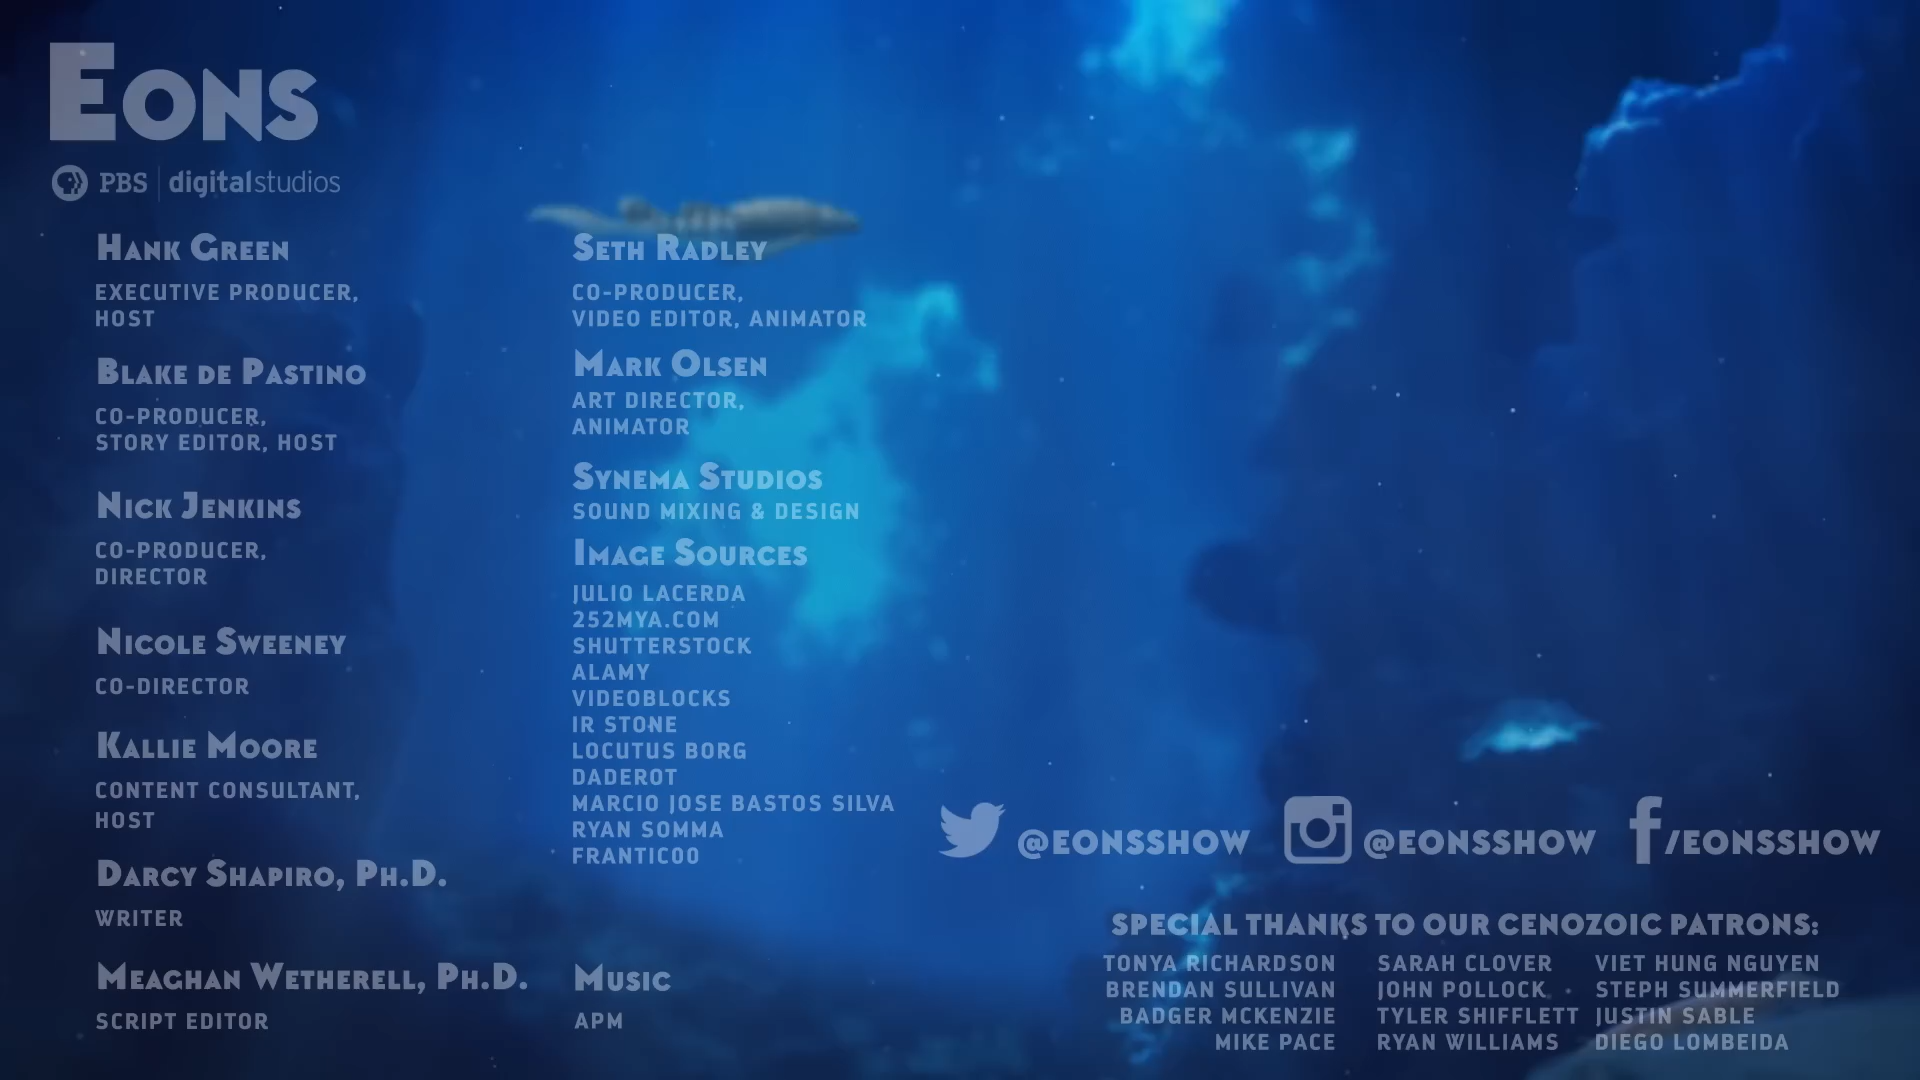 EONS
PBS digitalstudios
HANK GREEN
EXECUTIVE PRODUCER,
HOST
BLAKE DE PASTINO
CO-PRODUCER,
STORY EDITOR, HOST
NICK JENKINS
CO-PRODUCER,
DIRECTOR
NICOLE SWEENEY
CO-DIRECTOR
KALLIE MOORE
CONTENT CONSULTANT,
HOST
DARCY SHAPIRO, PH.D.
WRITER
MEAGHAN WETHERELL, PH.D.
SCRIPT EDITOR
SETH RADLEY
CO-PRODUCER,
VIDEO EDITOR, ANIMATOR
MARK OLSEN
ART DIRECTOR,
ANIMATOR
SYNEMA STUDIOS
SOUND MIXING & DESIGN
IMAGE SOURCES
JULIO LACERDA
252MYA.COM
SHUTTERSTOCK
ALAMY
VIDEOBLOCKS
IR STONE
LOCUTUS BORG
DADEROT
MARCIO JOSE BASTOS SILVA
RYAN SOMMA
FRANTIC00
MUSIC
APM
@EONSSHOW
@EONSSHOW
f/EONSSHOW
SPECIAL THANKS TO OUR CENOZOIC PATRONS:
TONYA RICHARDSON
BRENDAN SULLIVAN
BADGER MCKENZIE
MIKE PACE
SARAH CLOVER
JOHN POLLOCK
TYLER SHIFFLETT
RYAN WILLIAMS
VIET HUNG NGUYEN
STEPH SUMMERFIELD
JUSTIN SABLE
DIEGO LOMBEIDA